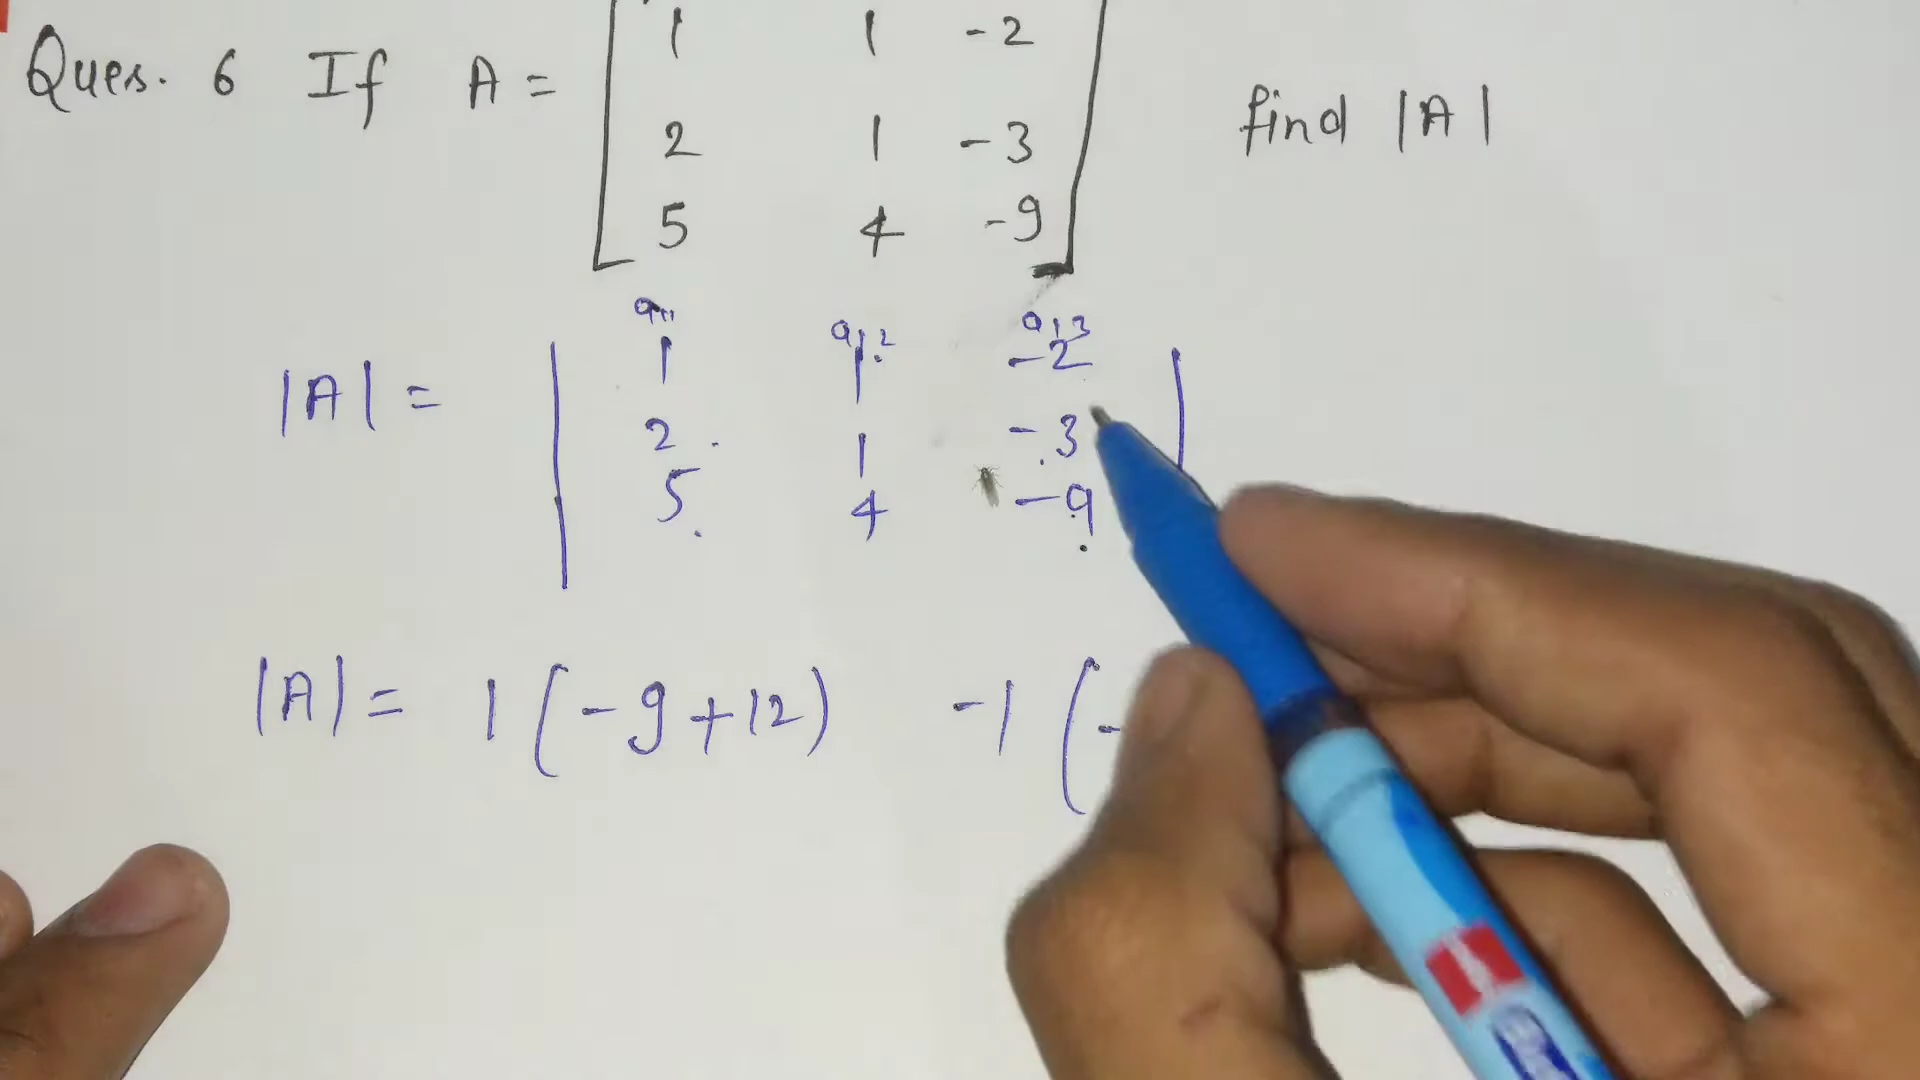 1 1 -2
Ques. 6 If A =
2 1 -3 find |A|
5 4 -9
a11 a12 a13
1 1 -2
|A| =
2 1 -3
5 4 -9
|A| = 1 (-9+12) -1 (-